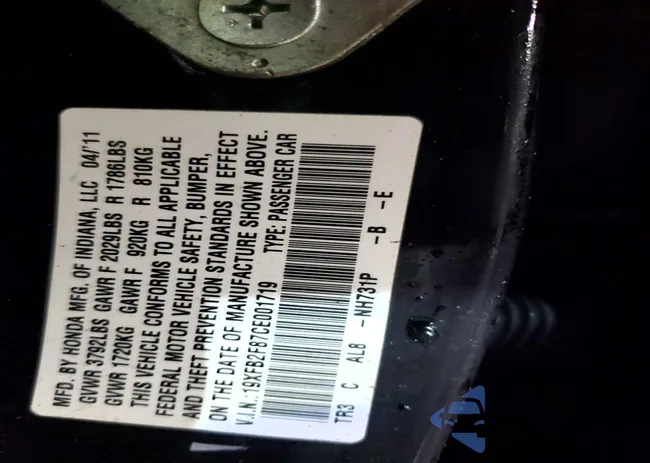 MFD. BY HONDA MFG. OF INDIANA, LLC 04/'11
GVWR 3792LBS GAWR F 2029LBS R 1786LBS
GVWR 1720KG GAWR F 920KG R 810KG
THIS VEHICLE CONFORMS TO ALL APPLICABLE
FEDERAL MOTOR VEHICLE SAFETY, BUMPER,
AND THEFT PREVENTION STANDARDS IN EFFECT
ON THE DATE OF MANUFACTURE SHOWN ABOVE.
V.I.N.:19XFB2F87CE001719 TYPE: PASSENGER CAR
TR3 C AL8 - NH731P - B - E